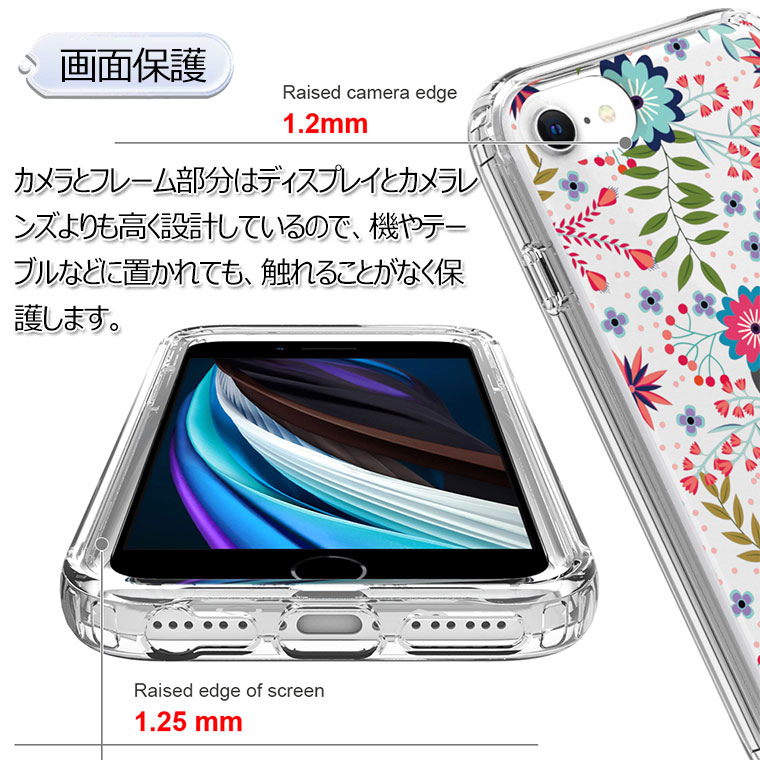 画面保護
Raised camera edge
1.2mm
カメラとフレーム部分はディスプレイとカメラレ
ンズよりも高く設計しているので、機やテー
ブルなどに置かれても、触れることがなく保
護します。
Raised edge of screen
1.25 mm